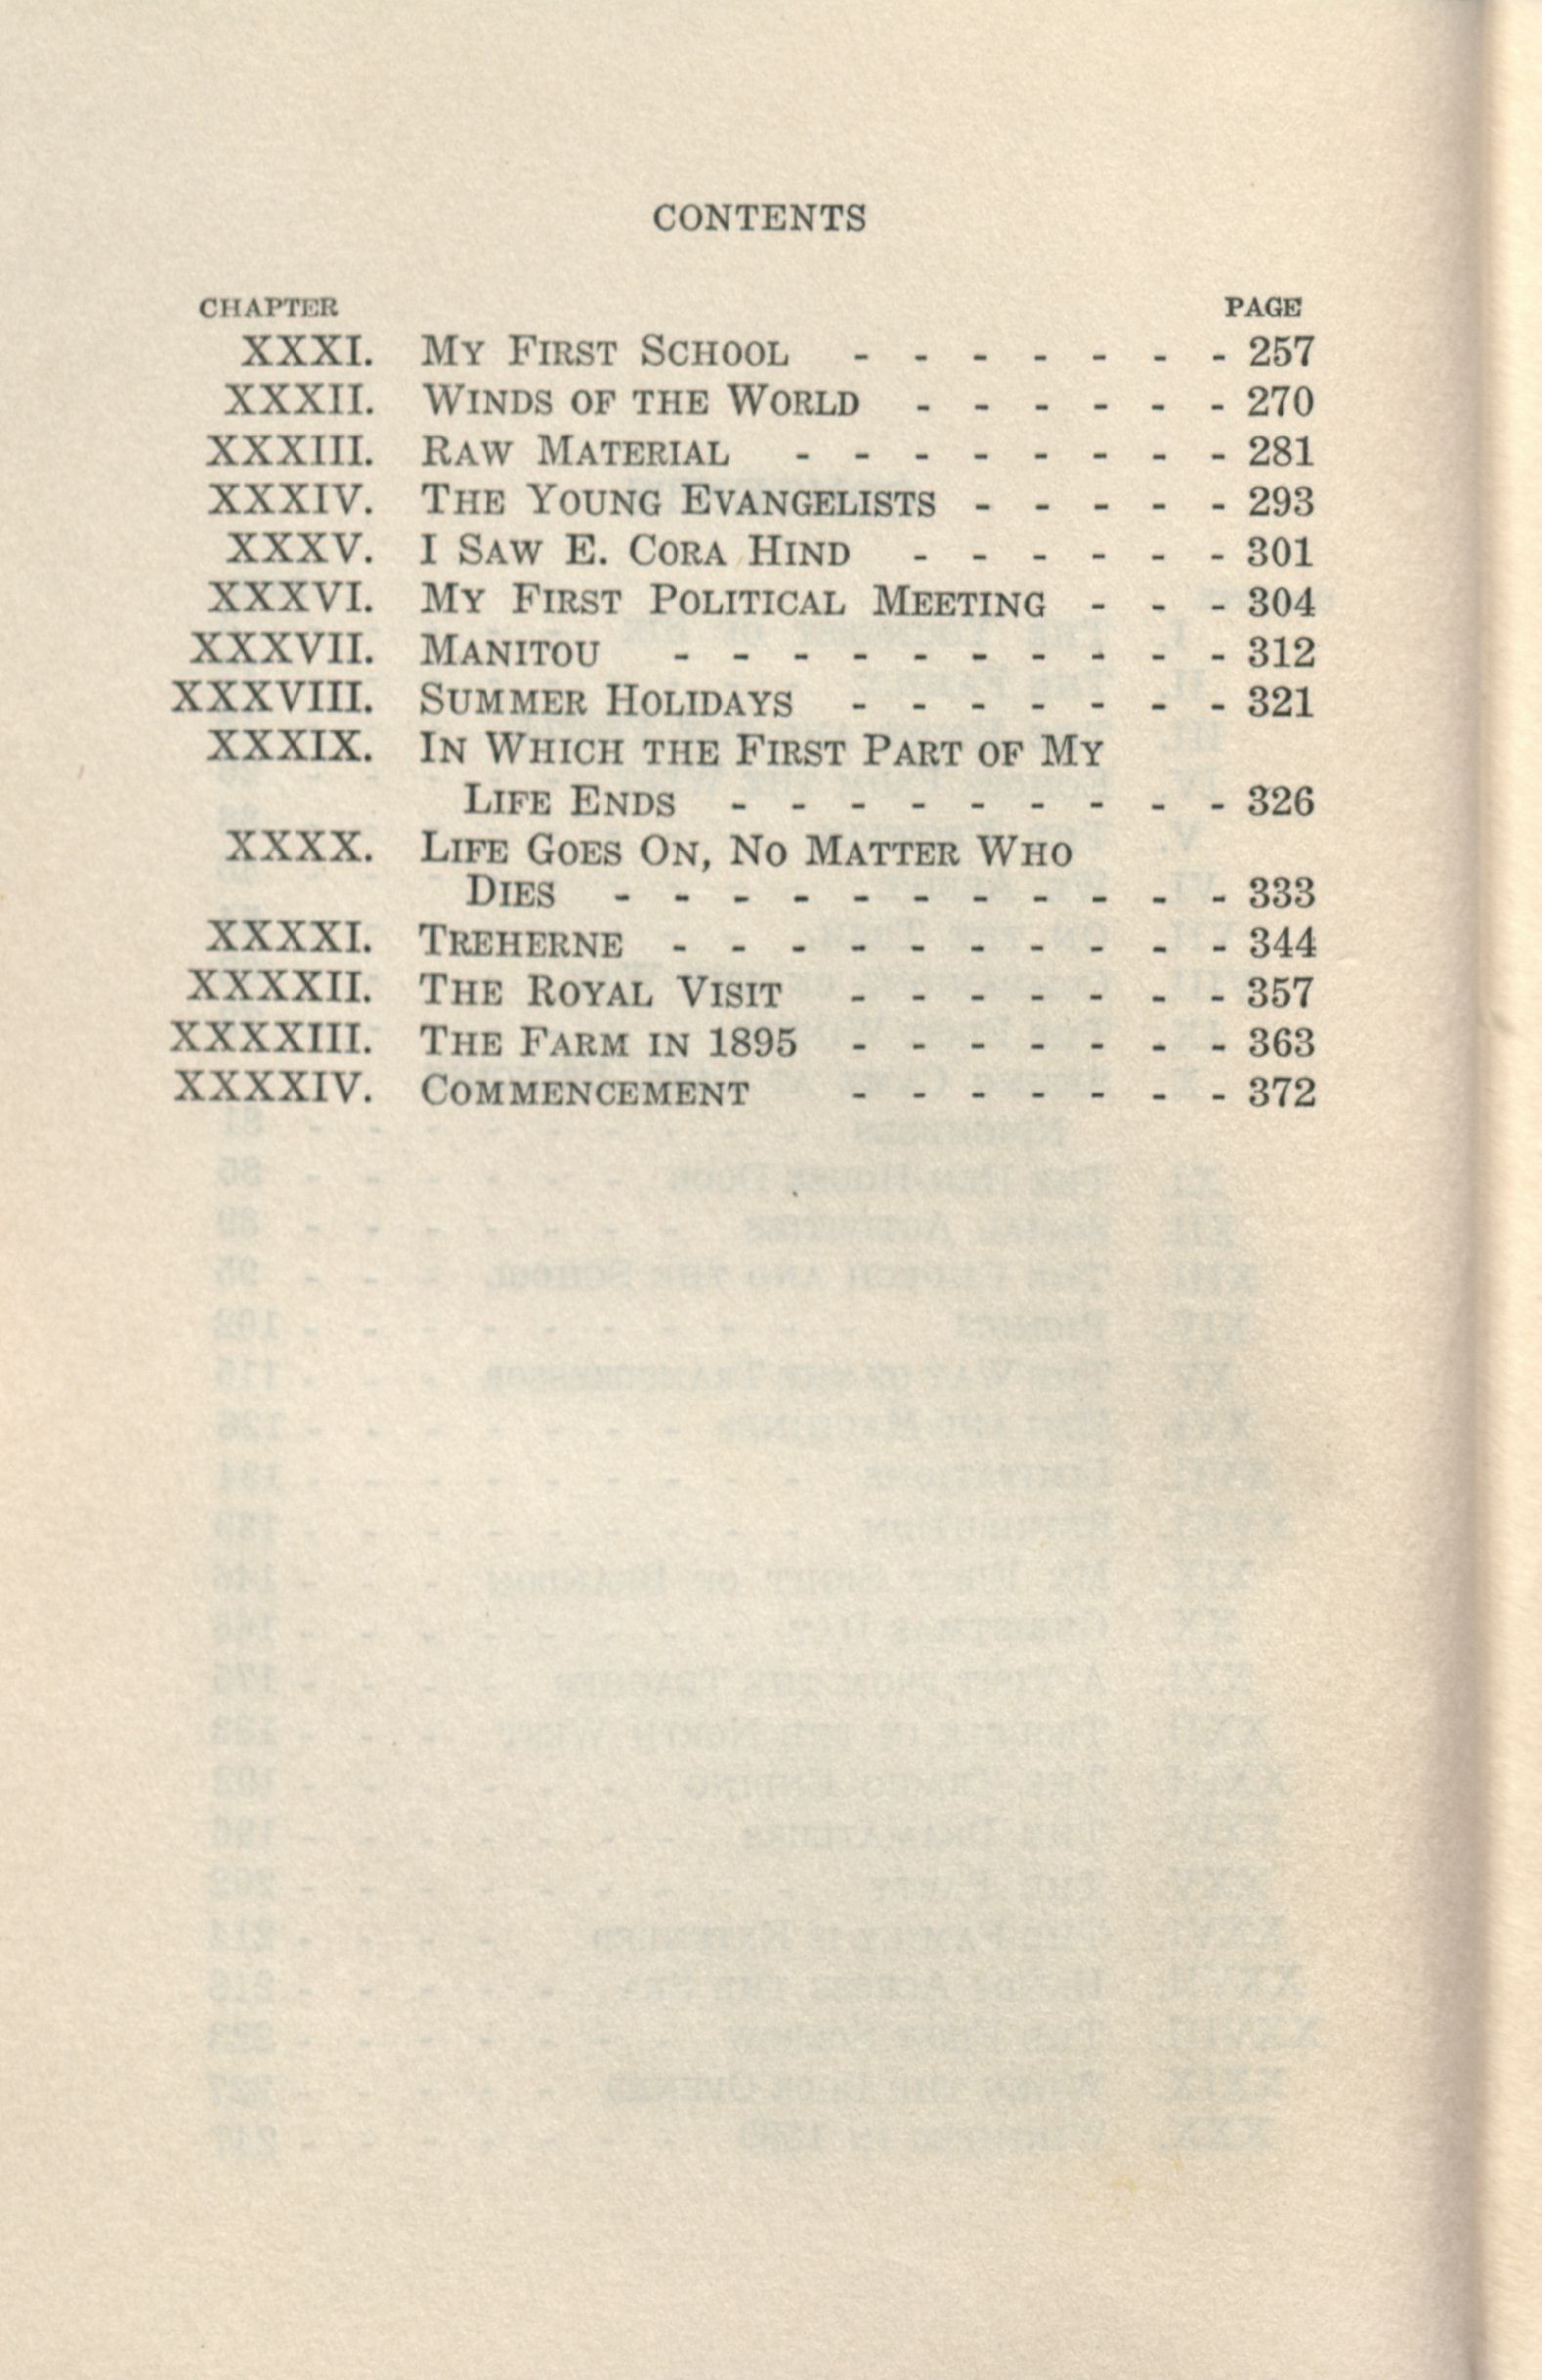 CONTENTS
CHAPTER PAGE
XXXI. MY FIRST SCHOOL - - - - - - - 257
XXXII. WINDS OF THE WORLD - - - - - - 270
XXXIII. RAW MATERIAL - - - - - - - - 281
XXXIV. THE YOUNG EVANGELISTS - - - - - 293
XXXV. I SAW E. CORA HIND - - - - - - 301
XXXVI. MY FIRST POLITICAL MEETING - - - 304
XXXVII. MANITOU - - - - - - - - - - 312
XXXVIII. SUMMER HOLIDAYS - - - - - - - 321
XXXIX. IN WHICH THE FIRST PART OF MY
LIFE ENDS - - - - - - - - - 326
XXXX. LIFE GOES ON, NO MATTER WHO
DIES - - - - - - - - - - - 333
XXXXI. TREHERNE - - - - - - - - - - 344
XXXXII. THE ROYAL VISIT - - - - - - - 357
XXXXIII. THE FARM IN 1895 - - - - - - - 363
XXXXIV. COMMENCEMENT - - - - - - - 372